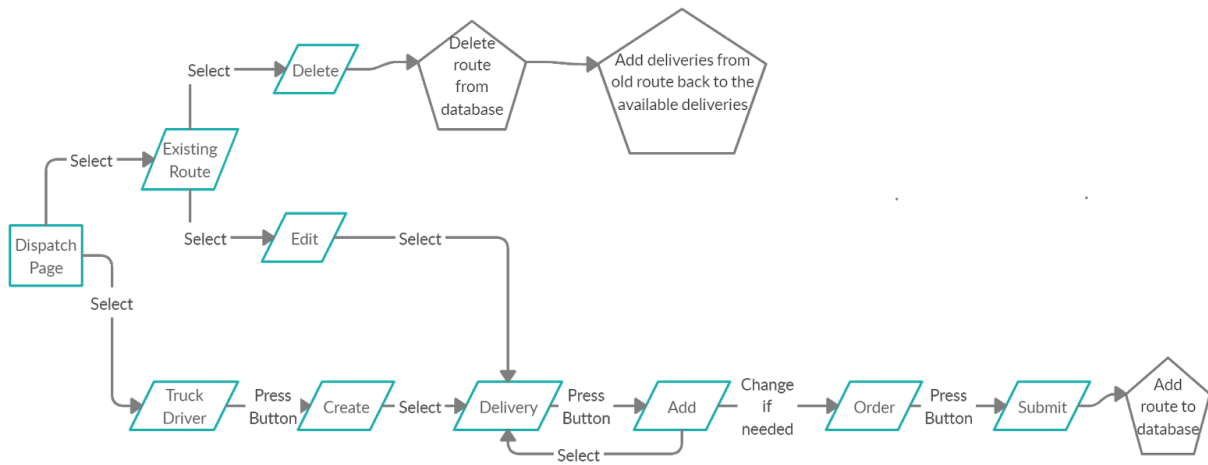 Delete
route
from
database
Add deliveries from
old route back to the
available deliveries
Select
Delete
Select
Existing
Route
Select
Edit
Select
Dispatch
Page
Select
Truck
Driver
Press
Button
Create
Select
Delivery
Press
Button
Add
Change
if
needed
Order
Press
Button
Submit
Add
route to
database
Select